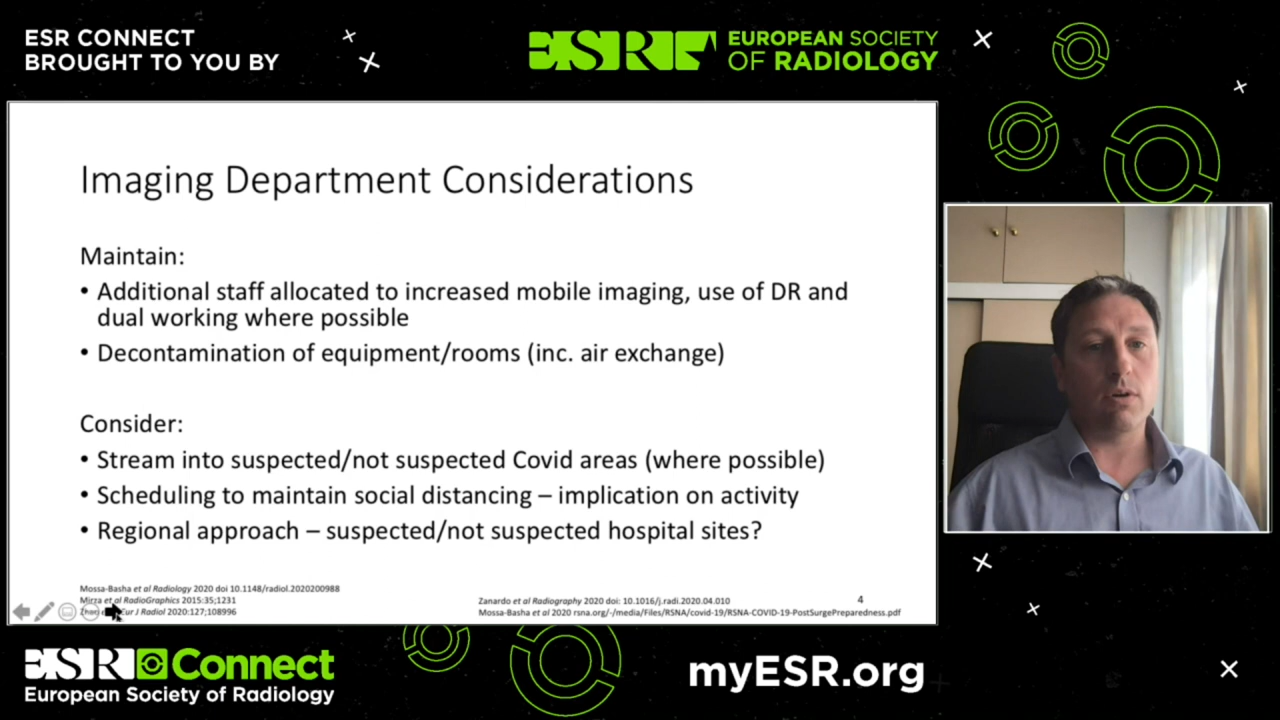 ESR CONNECT
BROUGHT TO YOU BY
ESR
EUROPEAN SOCIETY
OF RADIOLOGY
Imaging Department Considerations
Maintain:
• Additional staff allocated to increased mobile imaging, use of DR and
dual working where possible
• Decontamination of equipment/rooms (inc. air exchange)
Consider:
• Stream into suspected/not suspected Covid areas (where possible)
• Scheduling to maintain social distancing – implication on activity
• Regional approach – suspected/not suspected hospital sites?
Mossa-Basha et al Radiology 2020 doi 10.1148/radiol.2020200988
Mirza et al RadioGraphics 2015:35;1231
Eur J Radiol 2020:127;108996
Zanardo et al Radiography 2020 doi: 10.1016/j.radi.2020.04.010
Mossa-Basha et al 2020 rsna.org/-/media/Files/RSNA/covid-19/RSNA-COVID-19-PostSurgePreparedness.pdf
4
ESR Connect
European Society of Radiology
myESR.org